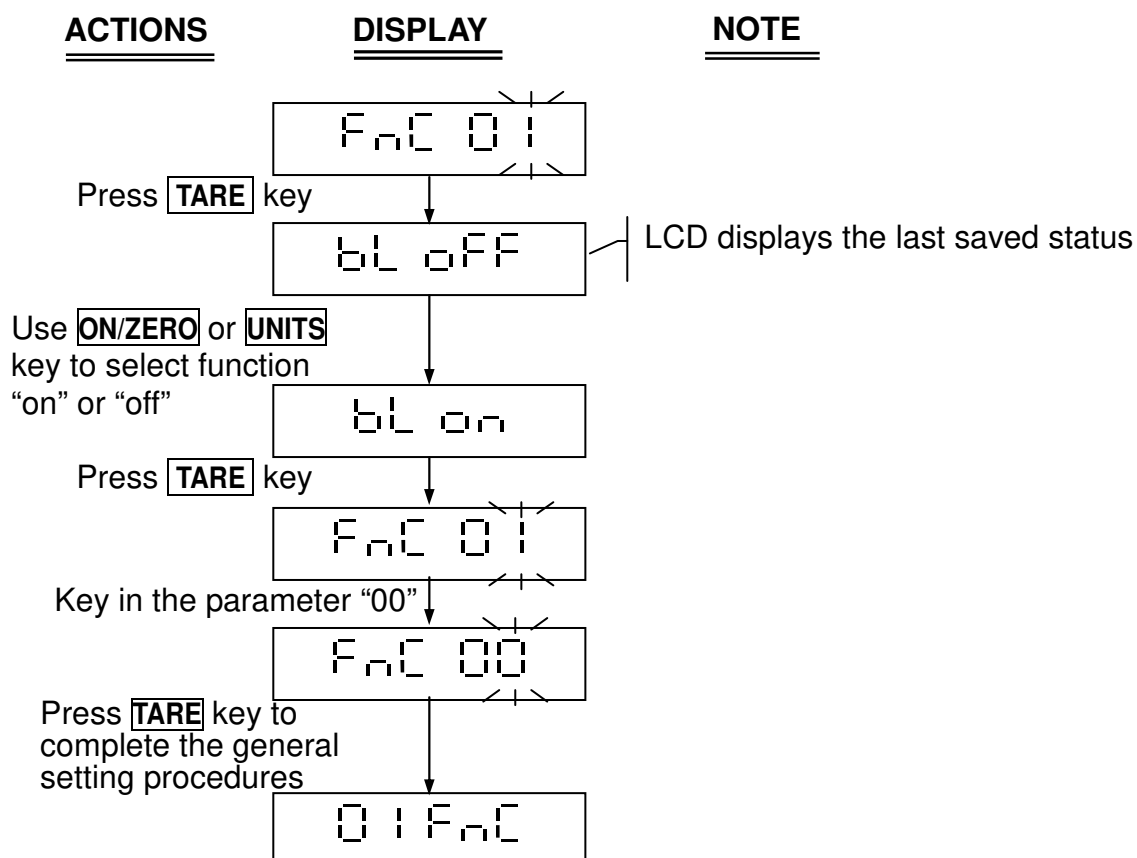 ACTIONS DISPLAY NOTE
FnC 01
Press TARE key
bL oFF
LCD displays the last saved status
Use ON/ZERO or UNITS
key to select function
“on” or “off”
bL on
Press TARE key
FnC 01
Key in the parameter “00”
FnC 00
Press TARE key to
complete the general
setting procedures
01FnC